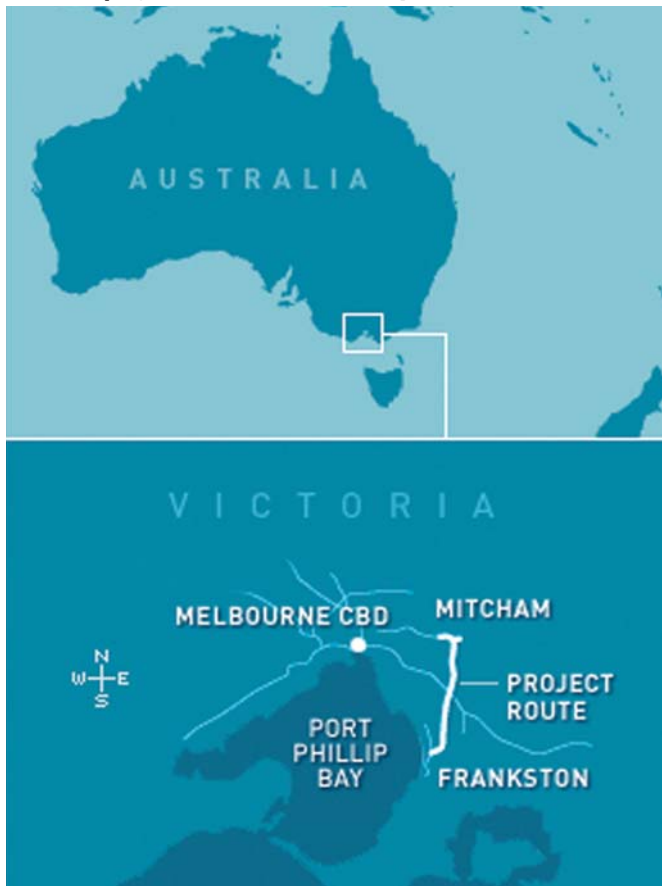 AUSTRALIA
VICTORIA
MELBOURNE CBD
MITCHAM
N
W E
S
PROJECT
ROUTE
PORT
PHILLIP
BAY
FRANKSTON